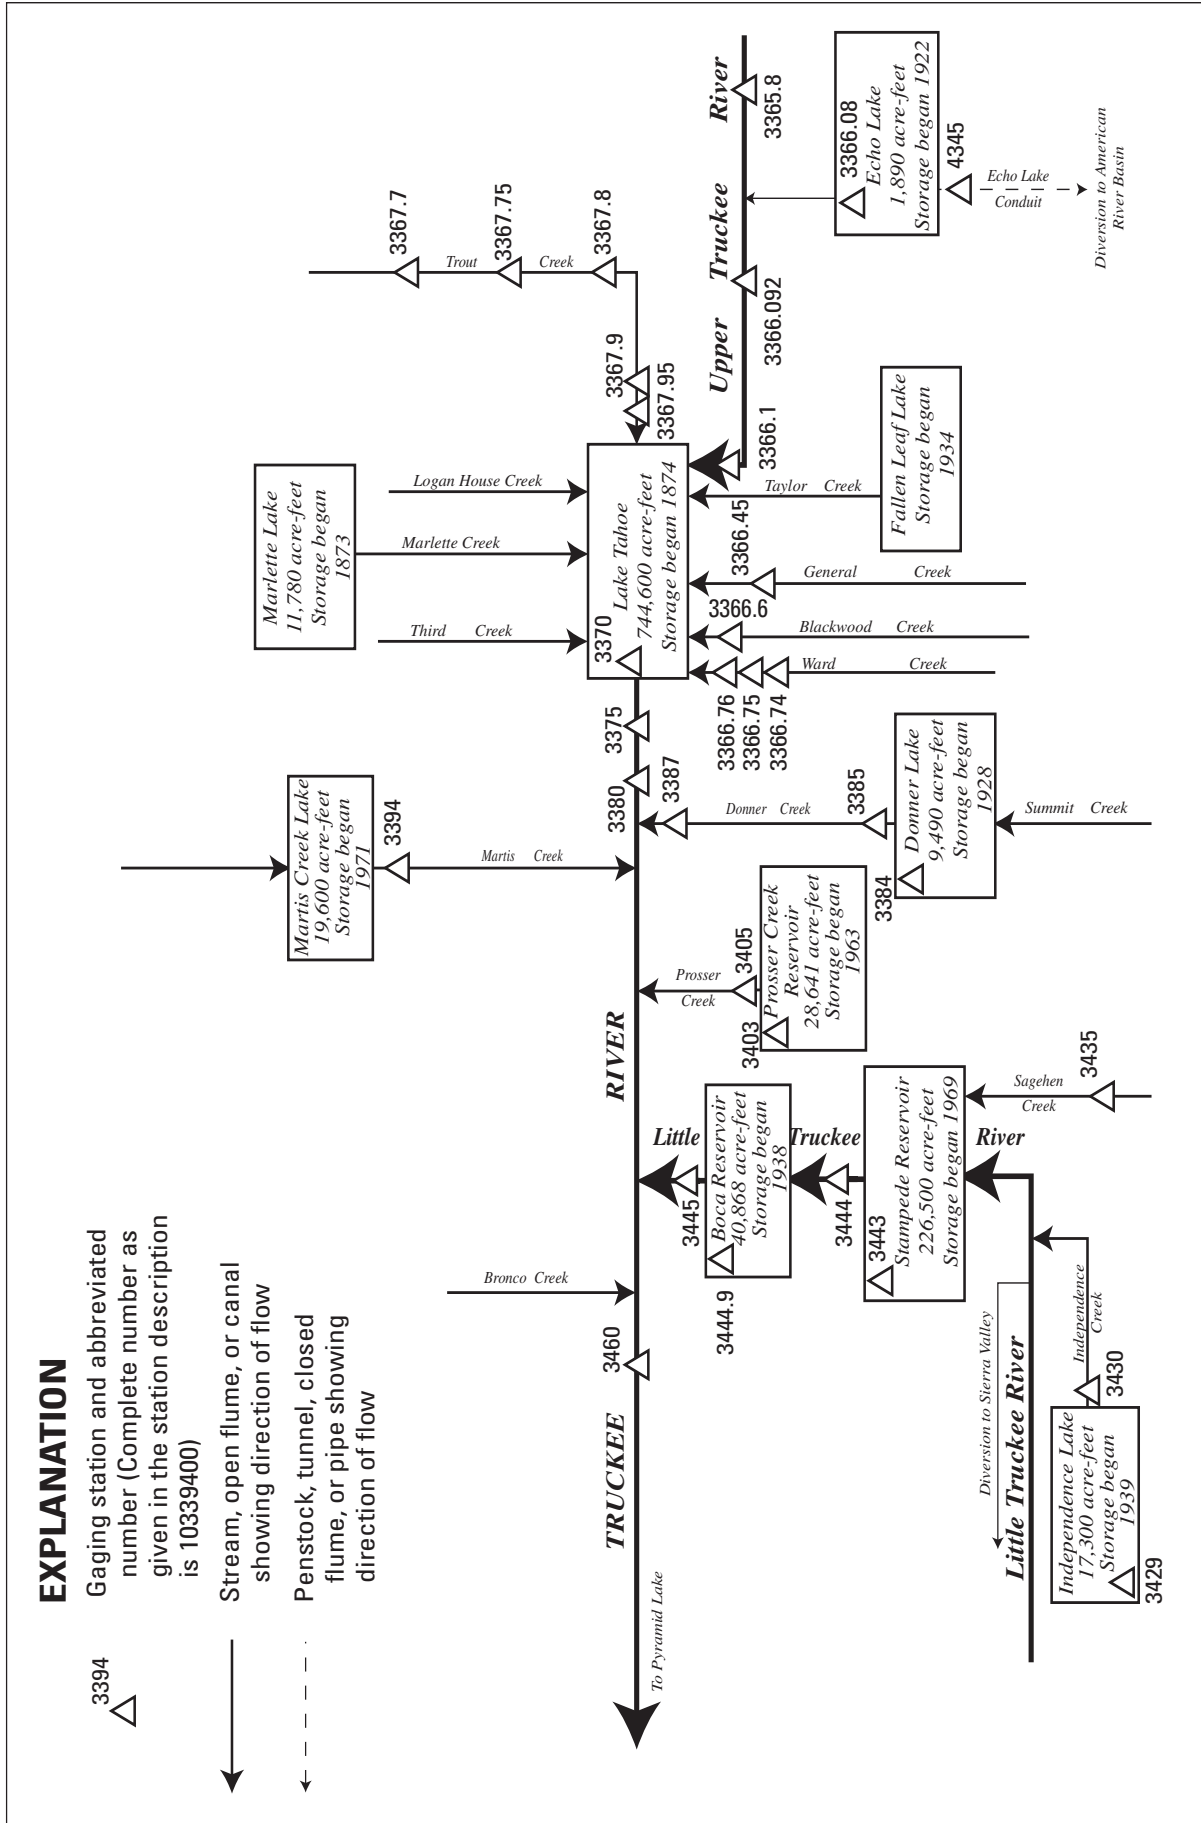 EXPLANATION
3394
Gaging station and abbreviated
number (Complete number as
given in the station description
is 10339400)
Stream, open flume, or canal
showing direction of flow
Penstock, tunnel, closed
flume, or pipe showing
direction of flow
Martis Creek Lake
19,600 acre-feet
Storage began
1971
3394
Martis Creek
Marlette Lake
11,780 acre-feet
Storage began
1873
Third Creek
Marlette Creek
Logan House Creek
3367.7
Trout Creek
3367.75
3367.8
3367.9
3367.95
Bronco Creek
TRUCKEE RIVER
To Pyramid Lake
3460
3380
3375
3370
Lake Tahoe
744,600 acre-feet
Storage began 1874
Upper Truckee River
3366.1
3366.092
3365.8
3366.08
Echo Lake
1,890 acre-feet
Storage began 1922
4345
Echo Lake
Conduit
Diversion to American
River Basin
Taylor Creek
Fallen Leaf Lake
Storage began
1934
3366.45
General Creek
3366.6
Blackwood Creek
3366.76
3366.75
3366.74
Ward Creek
3387
Donner Creek
3385
3384
Donner Lake
9,490 acre-feet
Storage began
1928
Summit Creek
Prosser
Creek
3405
3403
Prosser Creek
Reservoir
28,641 acre-feet
Storage began
1963
Little Truckee River
3445
3444.9
Boca Reservoir
40,868 acre-feet
Storage began
1938
3444
3443
Stampede Reservoir
226,500 acre-feet
Storage began 1969
Sagehen
Creek
3435
Diversion to Sierra Valley
Little Truckee River
Independence
Creek
3430
Independence Lake
17,300 acre-feet
Storage began
1939
3429